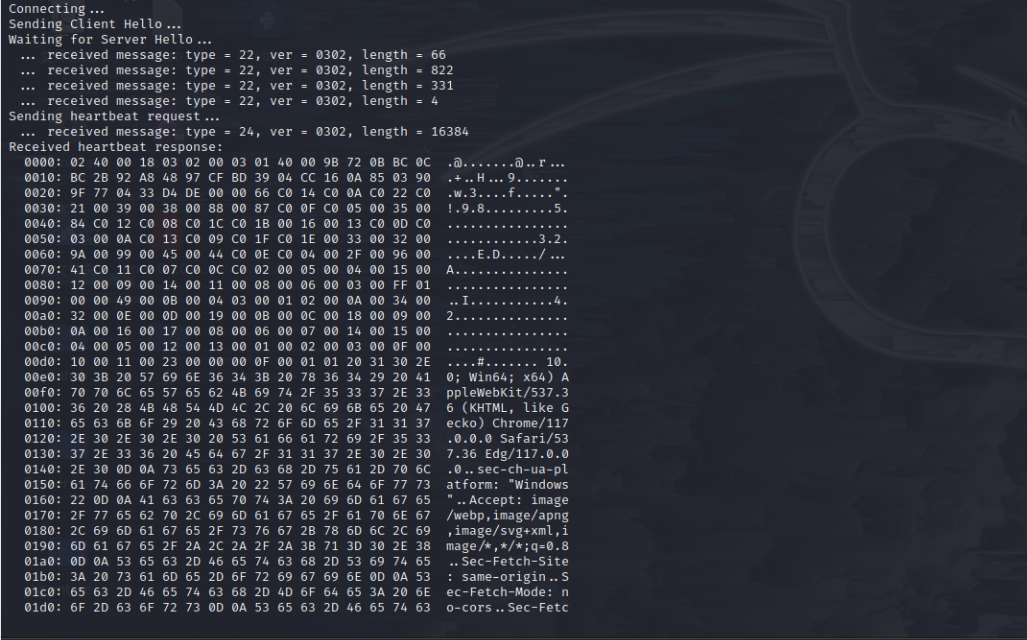 Connecting...
Sending Client Hello...
Waiting for Server Hello...
... received message: type = 22, ver = 0302, length = 66
... received message: type = 22, ver = 0302, length = 822
... received message: type = 22, ver = 0302, length = 331
... received message: type = 22, ver = 0302, length = 4
Sending heartbeat request...
... received message: type = 24, ver = 0302, length = 16384
Received heartbeat response:
0000: 02 40 00 18 03 02 00 03 01 40 00 9B 72 0B BC 0C .@.......@..r...
0010: BC 2B 92 A8 48 97 CF BD 39 04 CC 16 0A 85 03 90 .+..H...9.......
0020: 9F 77 04 33 D4 DE 00 00 66 C0 14 C0 0A C0 22 C0 .w.3....f.....".
0030: 21 00 39 00 38 00 88 00 87 C0 0F C0 05 00 35 00 !.9.8.........5.
0040: 84 C0 12 C0 08 C0 1C C0 1B 00 16 00 13 C0 0D C0 ................
0050: 03 00 0A C0 13 C0 09 C0 1F C0 1E 00 33 00 32 00 ............3.2.
0060: 9A 00 99 00 45 00 44 C0 0E C0 04 00 2F 00 96 00 ....E.D...../...
0070: 41 C0 11 C0 07 C0 0C C0 02 00 05 00 04 00 15 00 A...............
0080: 12 00 09 00 14 00 11 00 08 00 06 00 03 00 FF 01 ................
0090: 00 00 49 00 0B 00 04 03 00 01 02 00 0A 00 34 00 ..I...........4.
00a0: 32 00 0E 00 0D 00 19 00 0B 00 0C 00 18 00 09 00 2...............
00b0: 0A 00 16 00 17 00 08 00 06 00 07 00 14 00 15 00 ................
00c0: 04 00 05 00 12 00 13 00 01 00 02 00 03 00 0F 00 ................
00d0: 10 00 11 00 23 00 00 00 0F 00 01 01 20 31 30 2E ....#....... 10.
00e0: 30 3B 20 57 69 6E 36 34 3B 20 78 36 34 29 20 41 0; Win64; x64) A
00f0: 70 70 6C 65 57 65 62 4B 69 74 2F 35 33 37 2E 33 ppleWebKit/537.3
0100: 36 20 28 4B 48 54 4D 4C 2C 20 6C 69 6B 65 20 47 6 (KHTML, like G
0110: 65 63 6B 6F 29 20 43 68 72 6F 6D 65 2F 31 31 37 ecko) Chrome/117
0120: 2E 30 2E 30 2E 30 20 53 61 66 61 72 69 2F 35 33 .0.0.0 Safari/53
0130: 37 2E 33 36 20 45 64 67 2F 31 31 37 2E 30 2E 30 7.36 Edg/117.0.0
0140: 2E 30 0D 0A 73 65 63 2D 63 68 2D 75 61 2D 70 6C .0..sec-ch-ua-pl
0150: 61 74 66 6F 72 6D 3A 20 22 57 69 6E 64 6F 77 73 atform: "Windows
0160: 22 0D 0A 41 63 63 65 70 74 3A 20 69 6D 61 67 65 "..Accept: image
0170: 2F 77 65 62 70 2C 69 6D 61 67 65 2F 61 70 6E 67 /webp,image/apng
0180: 2C 69 6D 61 67 65 2F 73 76 67 2B 78 6D 6C 2C 69 ,image/svg+xml,i
0190: 6D 61 67 65 2F 2A 2C 2A 2F 2A 3B 71 3D 30 2E 38 mage/*,*/*;q=0.8
01a0: 0D 0A 53 65 63 2D 46 65 74 63 68 2D 53 69 74 65 ..Sec-Fetch-Site
01b0: 3A 20 73 61 6D 65 2D 6F 72 69 67 69 6E 0D 0A 53 : same-origin..S
01c0: 65 63 2D 46 65 74 63 68 2D 4D 6F 64 65 3A 20 6E ec-Fetch-Mode: n
01d0: 6F 2D 63 6F 72 73 0D 0A 53 65 63 2D 46 65 74 63 o-cors..Sec-Fetc